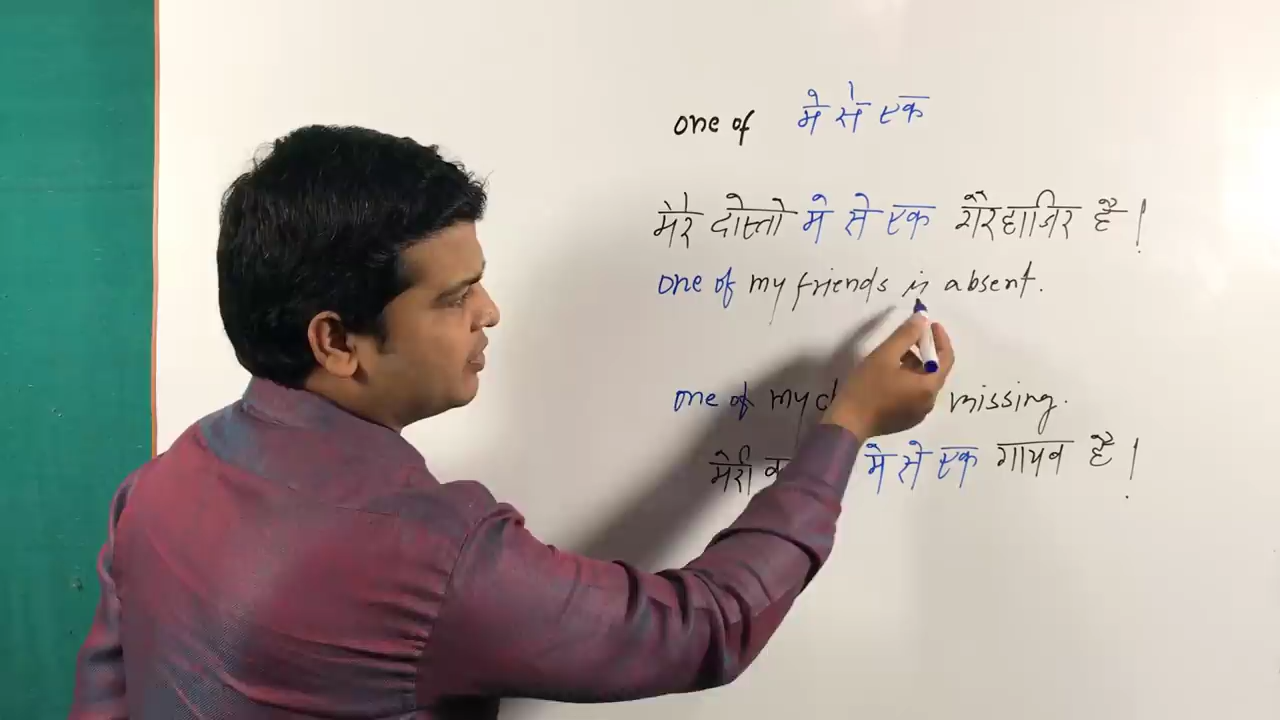 one of मे से एक
मेरे दोस्तो मे से एक गैरहाजिर है !
one of my friends is absent.
one of my missing.
मेरी मे से एक गायब है !